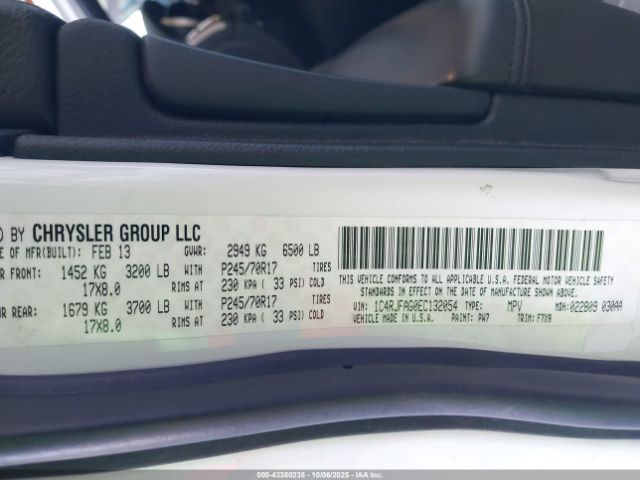 BY CHRYSLER GROUP LLC
OF MFR(BUILT): FEB 13 GVWR: 2949 KG 6500 LB
FRONT: 1452 KG 3200 LB WITH P245/70R17 TIRES
17X8.0 RIMS AT 230 KPA ( 33 PSI) COLD
REAR: 1679 KG 3700 LB WITH P245/70R17 TIRES
17X8.0 RIMS AT 230 KPA ( 33 PSI) COLD
THIS VEHICLE CONFORMS TO ALL APPLICABLE U.S.A. FEDERAL MOTOR VEHICLE SAFETY
STANDARDS IN EFFECT ON THE DATE OF MANUFACTURE SHOWN ABOVE.
VIN: 1C4RJFAG0EC132054 TYPE: MPV MDH:022809 030AA
VEHICLE MADE IN U.S.A. PAINT: PW7 TRIM: F7X9
000-43380238 - 10/06/2025 - IAA Inc.